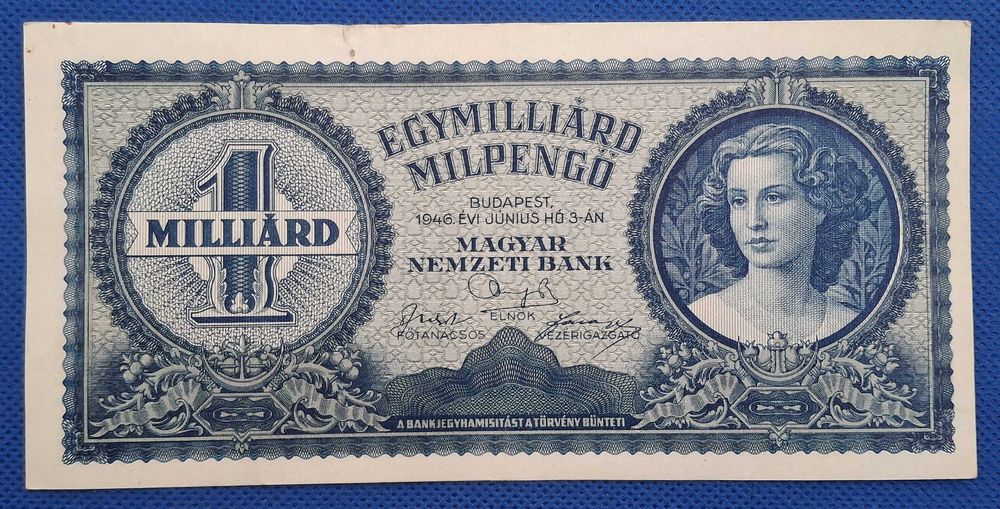 1
MILLIÁRD
EGYMILLIÁRD
MILPENGŐ
BUDAPEST,
1946. ÉVI JÚNIUS HÓ 3-ÁN
MAGYAR
NEMZETI BANK
ELNÖK
FŐTANÁCSOS VEZÉRIGAZGATÓ
A BANKJEGYHAMISITÁST A TÖRVÉNY BÜNTETI